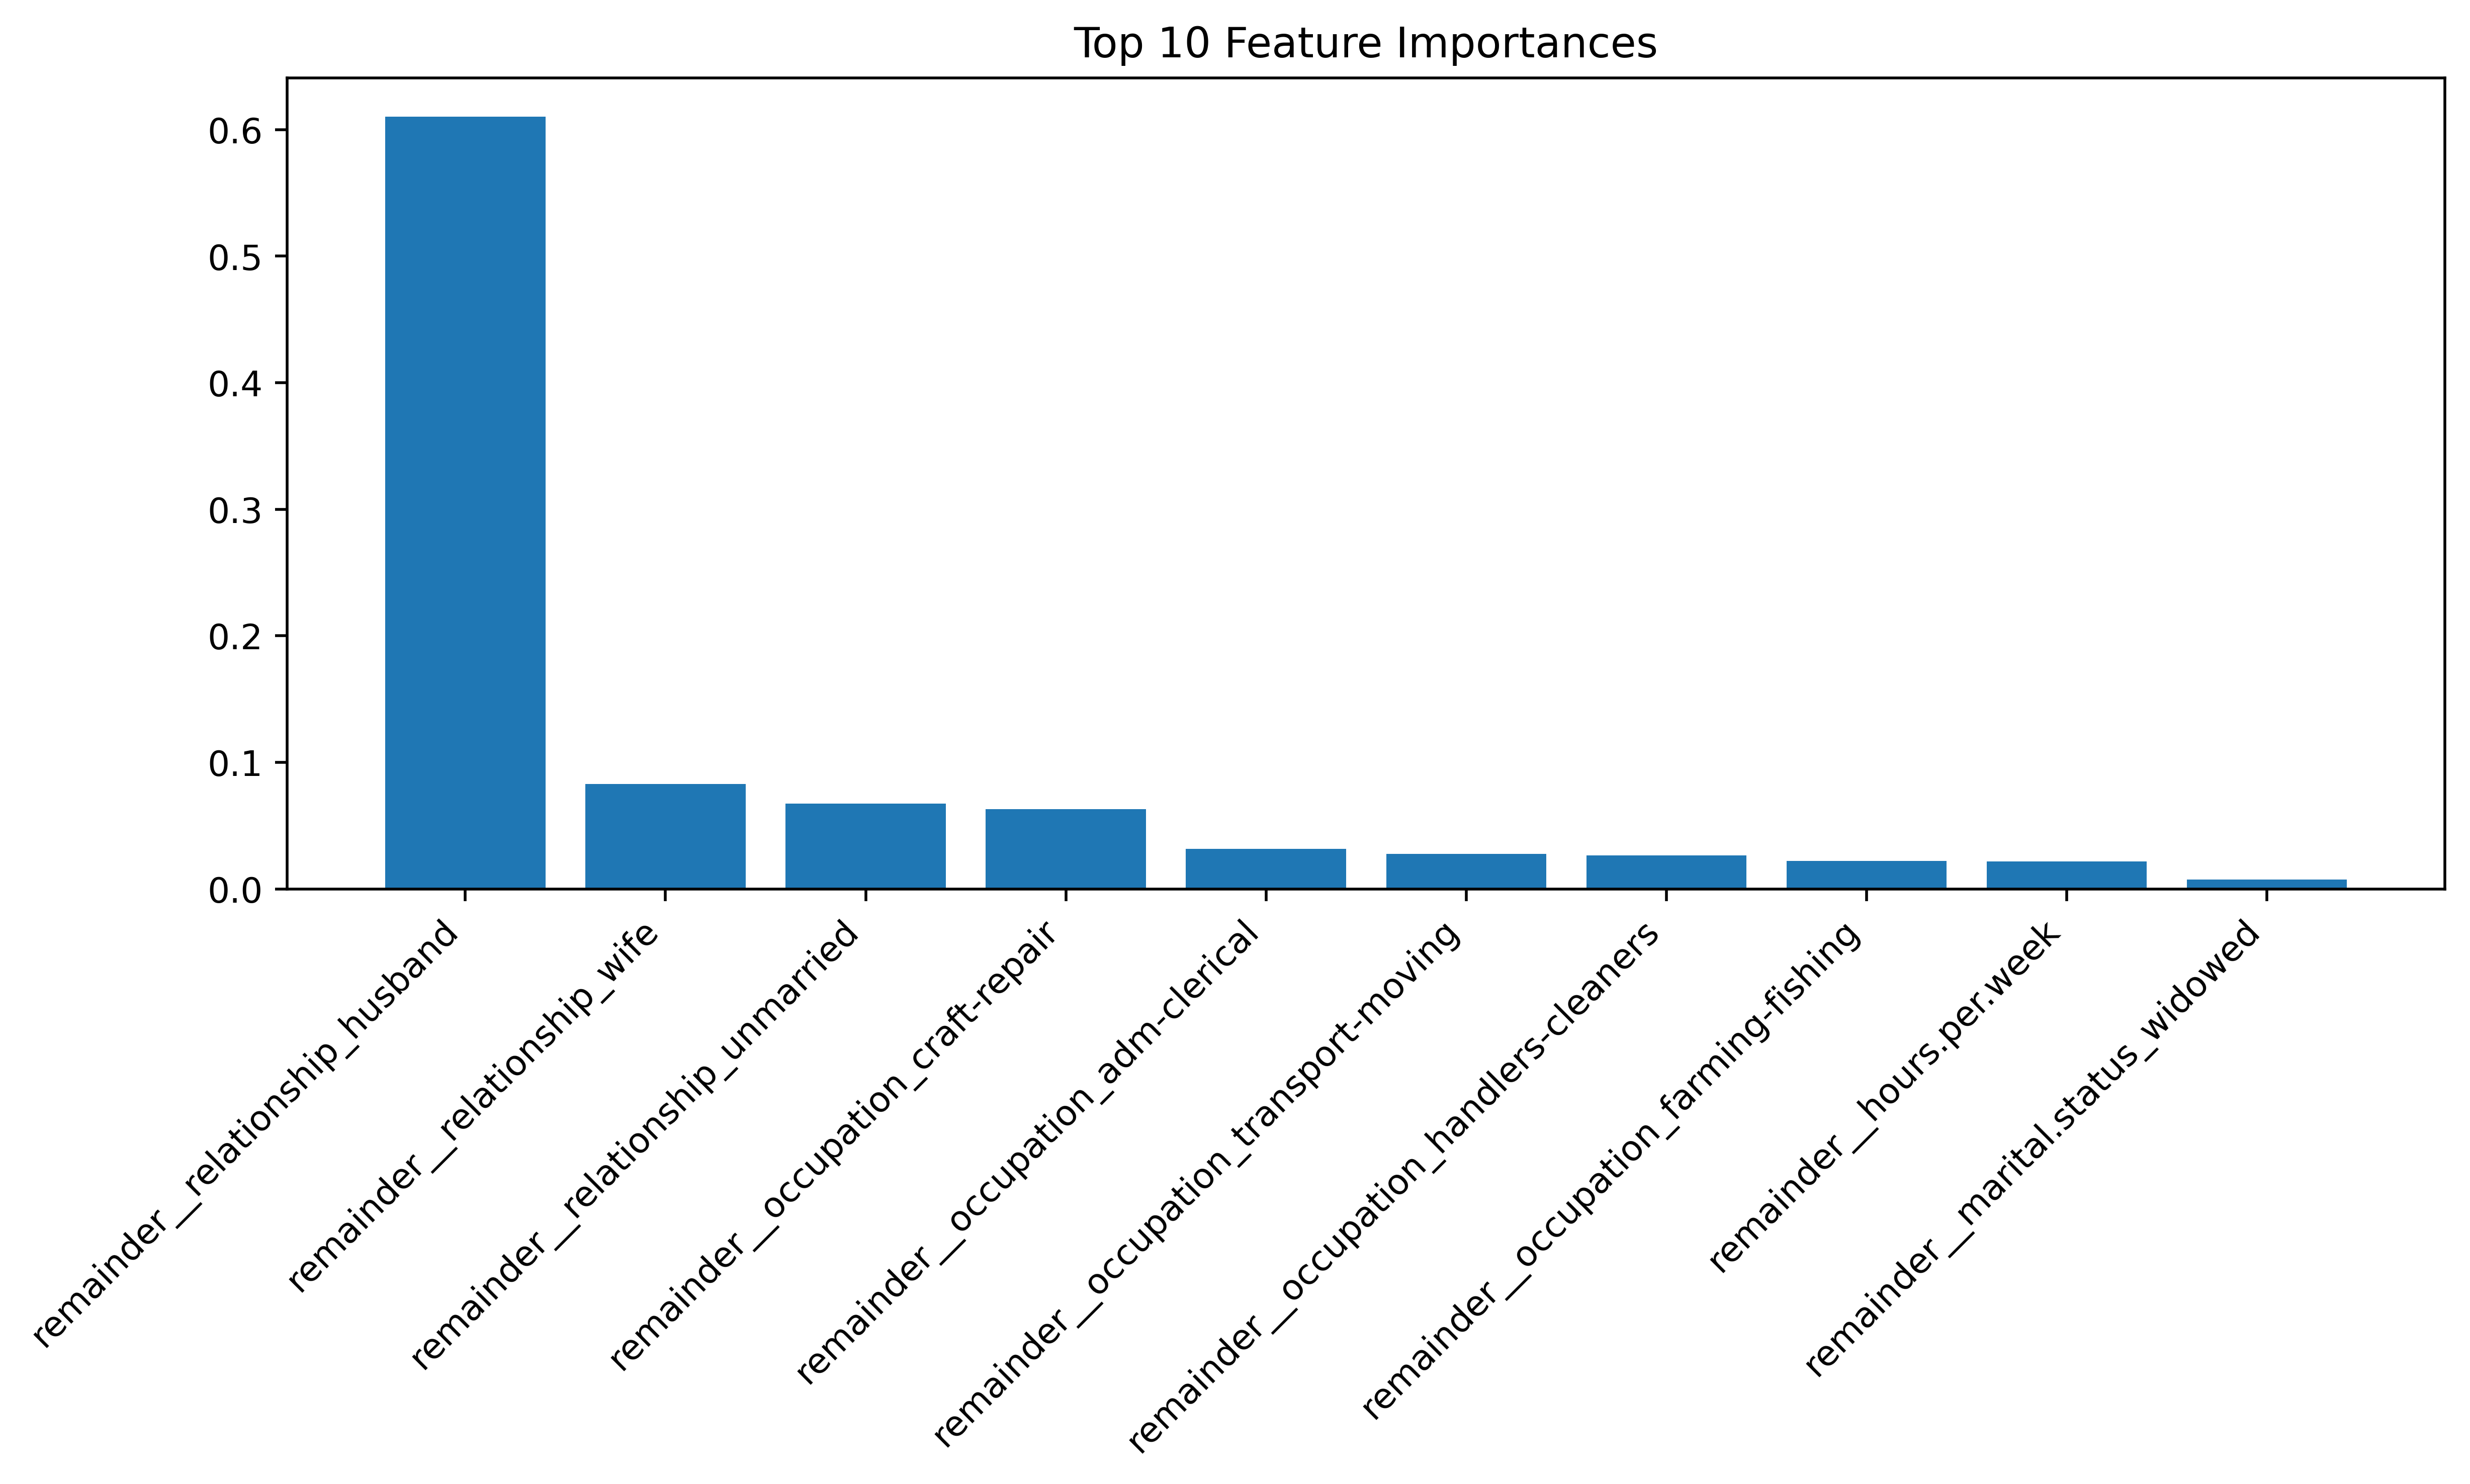 Top 10 Feature Importances
0.6
0.5
0.4
0.3
0.2
0.1
0.0
remainder__relationship_husband
remainder__relationship_wife
remainder__relationship_unmarried
remainder__occupation_craft-repair
remainder__occupation_adm-clerical
remainder__occupation_transport-moving
remainder__occupation_handlers-cleaners
remainder__occupation_farming-fishing
remainder__hours.per.week
remainder__marital.status_widowed